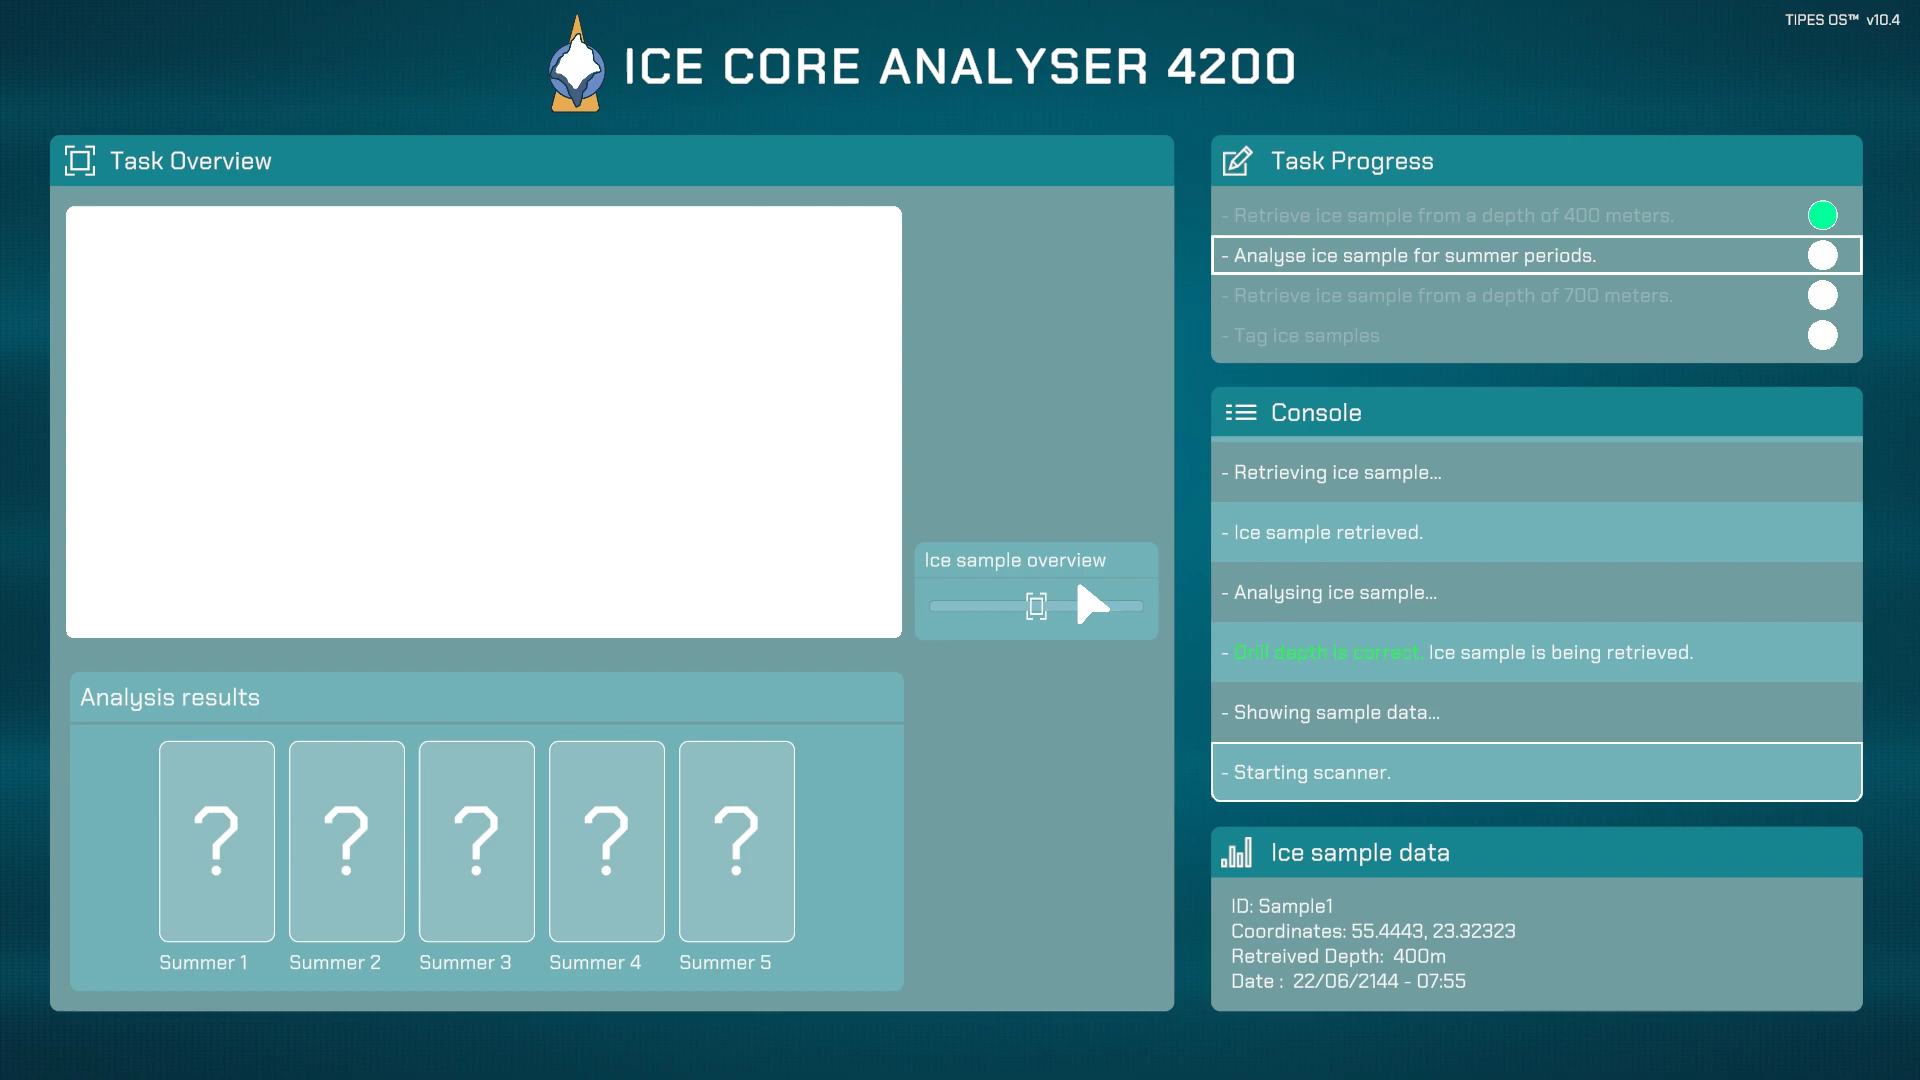 TIPES OS™ v10.4
ICE CORE ANALYSER 4200
Task Overview
Ice sample overview
Analysis results
?
?
?
?
?
Summer 1
Summer 2
Summer 3
Summer 4
Summer 5
Task Progress
- Retrieve ice sample from a depth of 400 meters.
- Analyse ice sample for summer periods.
- Retrieve ice sample from a depth of 700 meters.
- Tag ice samples
Console
- Retrieving ice sample...
- Ice sample retrieved.
- Analysing ice sample...
- Drill depth is correct. Ice sample is being retrieved.
- Showing sample data...
- Starting scanner.
Ice sample data
ID: Sample1
Coordinates: 55.4443, 23.32323
Retreived Depth: 400m
Date : 22/06/2144 - 07:55